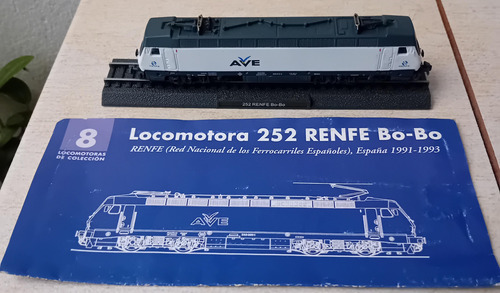 AVE
252 RENFE Bo-Bo
8
LOCOMOTORAS
DE COLECCIÓN
Locomotora 252 RENFE Bo-Bo
RENFE (Red Nacional de los Ferrocarriles Españoles), España 1991-1993
AVE